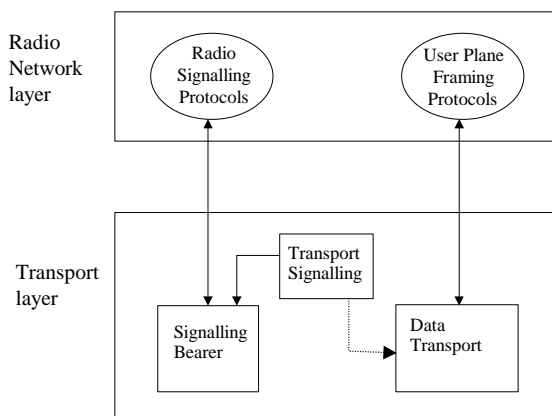 Radio
Network
layer
Radio
Signalling
Protocols
User Plane
Framing
Protocols
Transport
layer
Transport
Signalling
Signalling
Bearer
Data
Transport